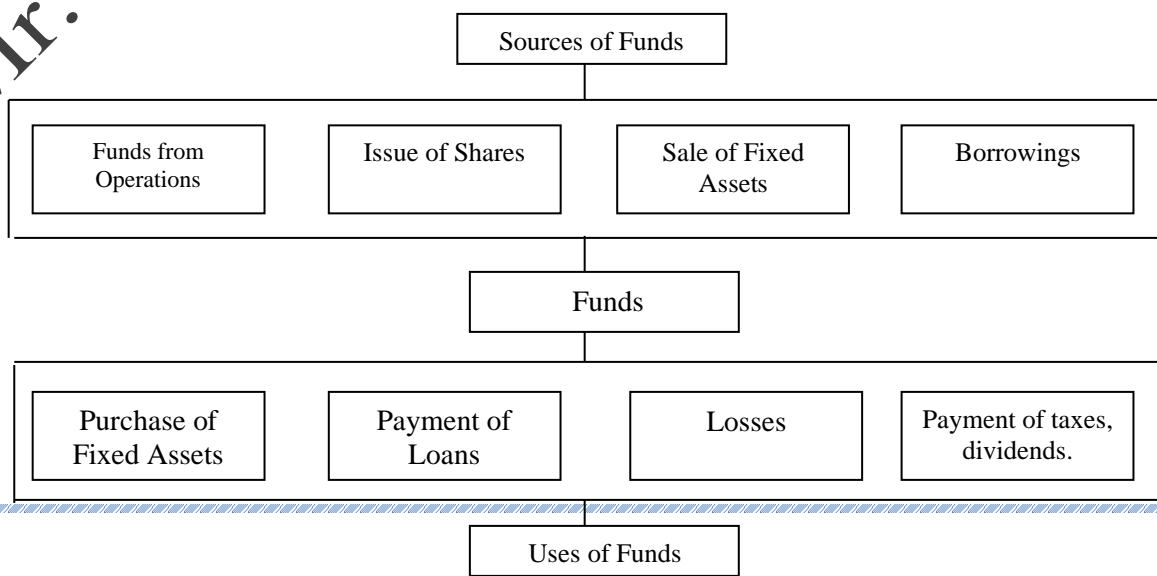 Sources of Funds
Funds from
Operations
Issue of Shares
Sale of Fixed
Assets
Borrowings
Funds
Purchase of
Fixed Assets
Payment of
Loans
Losses
Payment of taxes,
dividends.
Uses of Funds